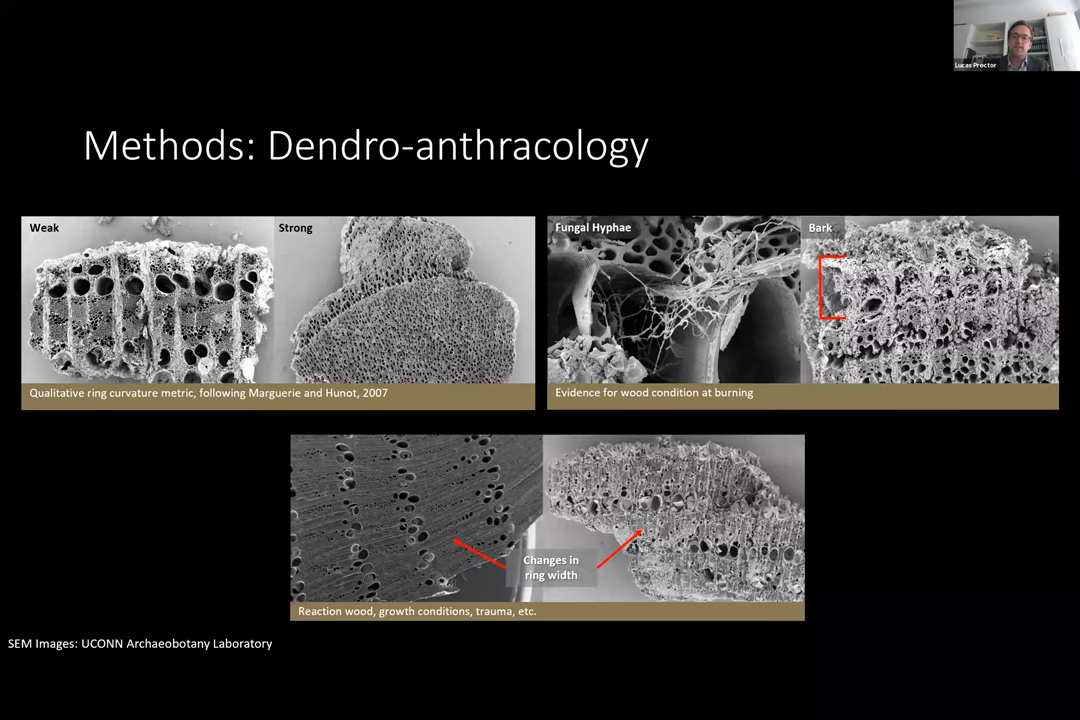 Lucas Proctor
Methods: Dendro-anthracology
Weak
Strong
Qualitative ring curvature metric, following Marguerie and Hunot, 2007
Fungal Hyphae
Bark
Evidence for wood condition at burning
Changes in
ring width
Reaction wood, growth conditions, trauma, etc.
SEM Images: UCONN Archaeobotany Laboratory